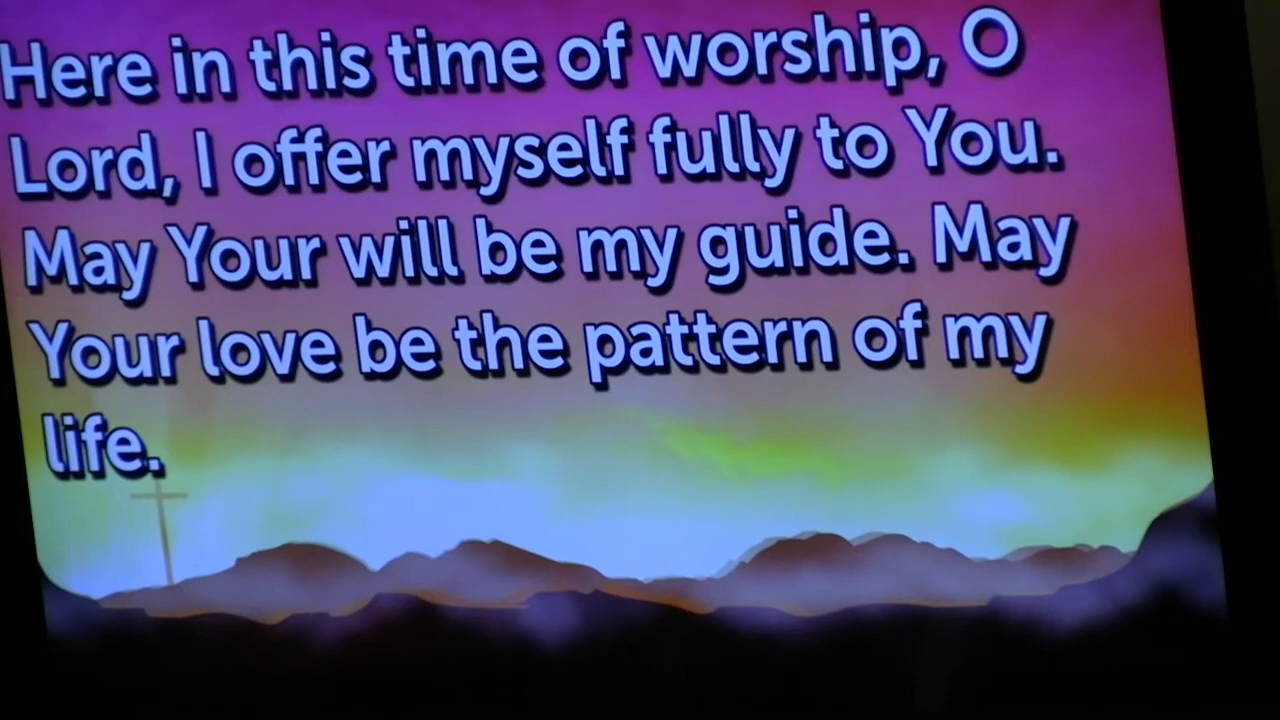 Here in this time of worship, O
Lord, I offer myself fully to You.
May Your will be my guide. May
Your love be the pattern of my
life.